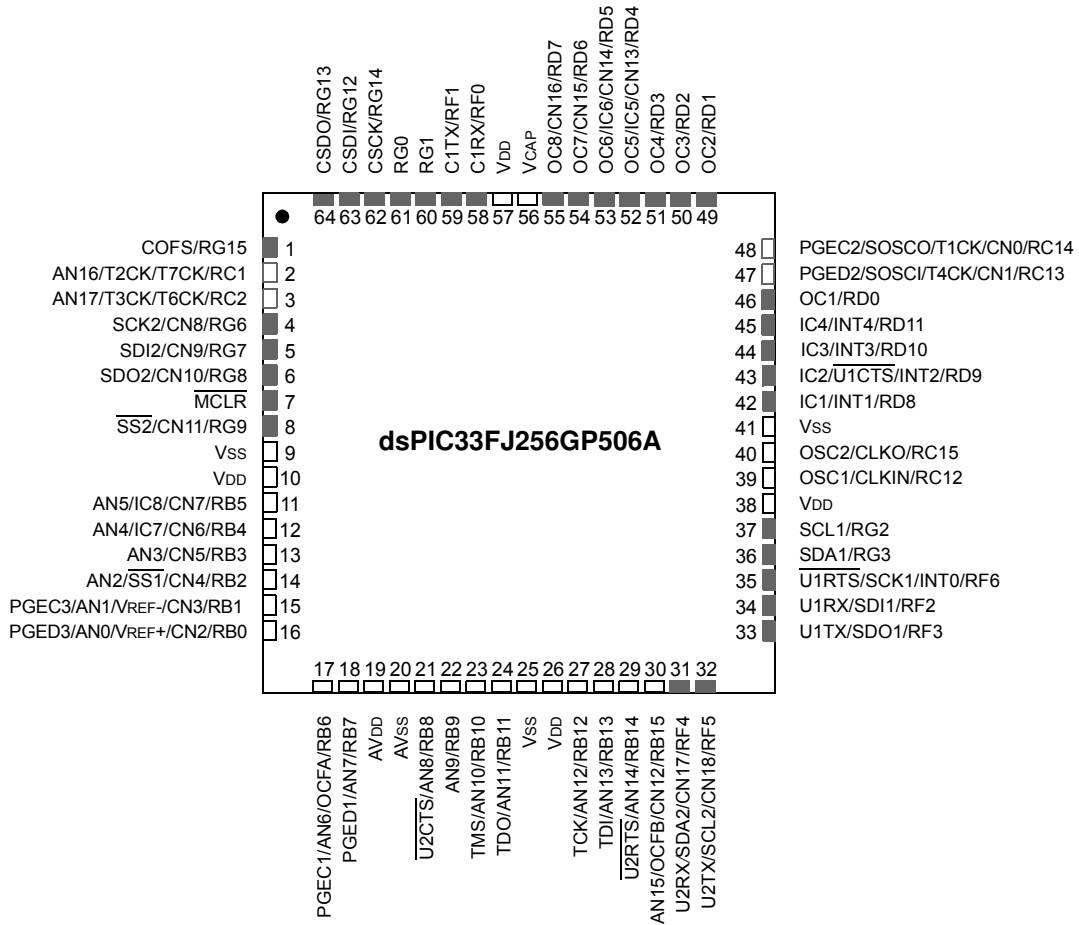 CSDO/RG13
CSDI/RG12
CSCK/RG14
RG0
RG1
C1TX/RF1
C1RX/RF0
VDD
VCAP
OC8/CN16/RD7
OC7/CN15/RD6
OC6/IC6/CN14/RD5
OC5/IC5/CN13/RD4
OC4/RD3
OC3/RD2
OC2/RD1
64 63 62 61 60 59 58 57 56 55 54 53 52 51 50 49
COFS/RG15 1
AN16/T2CK/T7CK/RC1 2
AN17/T3CK/T6CK/RC2 3
SCK2/CN8/RG6 4
SDI2/CN9/RG7 5
SDO2/CN10/RG8 6
MCLR 7
SS2/CN11/RG9 8
VSS 9
VDD 10
AN5/IC8/CN7/RB5 11
AN4/IC7/CN6/RB4 12
AN3/CN5/RB3 13
AN2/SS1/CN4/RB2 14
PGEC3/AN1/VREF-/CN3/RB1 15
PGED3/AN0/VREF+/CN2/RB0 16
dsPIC33FJ256GP506A
48 PGEC2/SOSCO/T1CK/CN0/RC14
47 PGED2/SOSCI/T4CK/CN1/RC13
46 OC1/RD0
45 IC4/INT4/RD11
44 IC3/INT3/RD10
43 IC2/U1CTS/INT2/RD9
42 IC1/INT1/RD8
41 VSS
40 OSC2/CLKO/RC15
39 OSC1/CLKIN/RC12
38 VDD
37 SCL1/RG2
36 SDA1/RG3
35 U1RTS/SCK1/INT0/RF6
34 U1RX/SDI1/RF2
33 U1TX/SDO1/RF3
17 18 19 20 21 22 23 24 25 26 27 28 29 30 31 32
PGEC1/AN6/OCFA/RB6
PGED1/AN7/RB7
AVDD
AVSS
U2CTS/AN8/RB8
AN9/RB9
TMS/AN10/RB10
TDO/AN11/RB11
VSS
VDD
TCK/AN12/RB12
TDI/AN13/RB13
U2RTS/AN14/RB14
AN15/OCFB/CN12/RB15
U2RX/SDA2/CN17/RF4
U2TX/SCL2/CN18/RF5